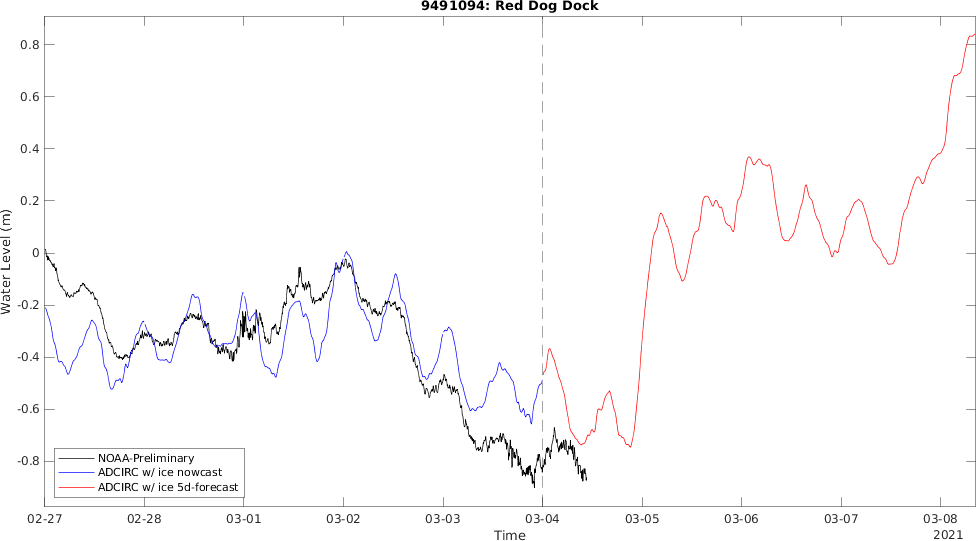 9491094: Red Dog Dock
0.8
0.6
0.4
0.2
0
-0.2
-0.4
-0.6
-0.8
Water Level (m)
NOAA-Preliminary
ADCIRC w/ ice nowcast
ADCIRC w/ ice 5d-forecast
02-27 02-28 03-01 03-02 03-03 03-04 03-05 03-06 03-07 03-08
Time
2021